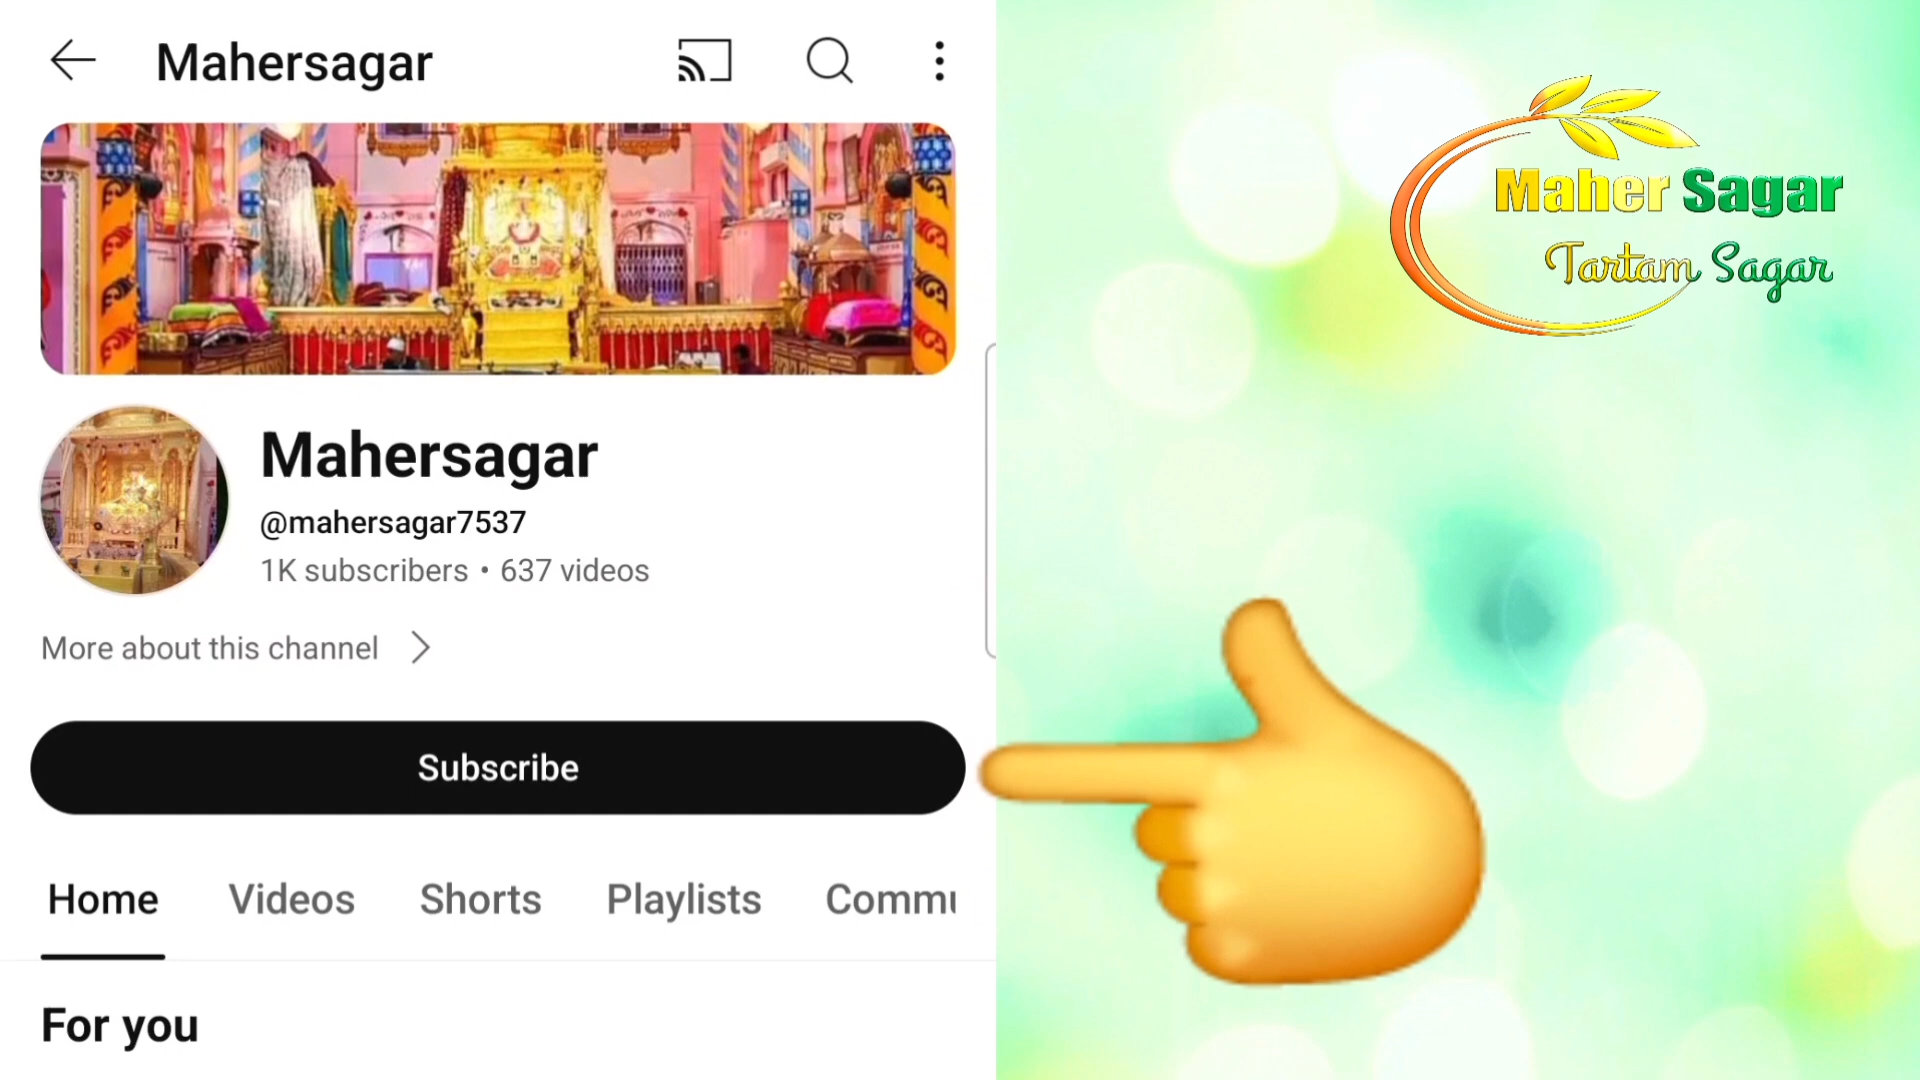 Mahersagar
Mahersagar
@mahersagar7537
1K subscribers • 637 videos
More about this channel
Subscribe
Home Videos Shorts Playlists Commu
For you
Maher Sagar
Tartam Sagar